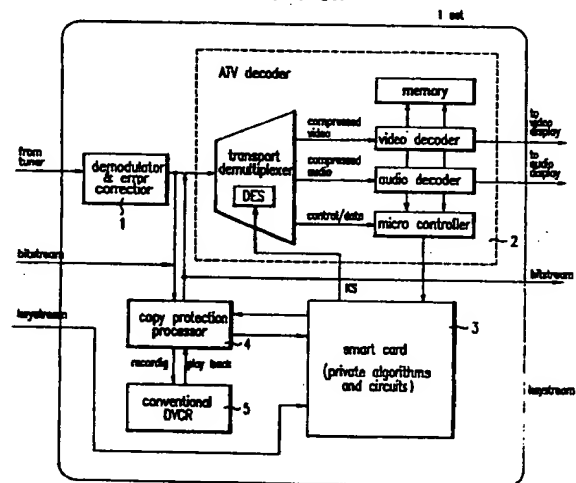 1 set
ATV decoder
memory
to
video
display
compressed
video
video decoder
from
tuner
demodulator
& error
correction
1
transport
demultiplexer
DES
compressed
audio
audio decoder
to
audio
display
control/data
micro controller
2
bitstream
KS
bitstream
keystream
copy protection
processor
4
smart card
(private algorithms
and circuits)
3
recordig
play back
conventional
DVCR
5
keystream